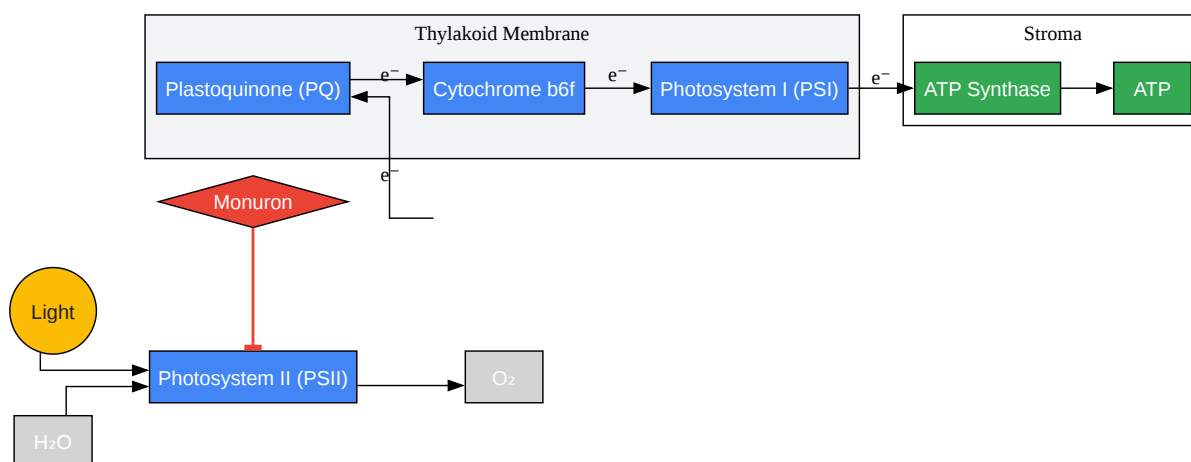 Thylakoid Membrane
Stroma
Plastoquinone (PQ)
e⁻
Cytochrome b6f
e⁻
Photosystem I (PSI)
e⁻
ATP Synthase
ATP
e⁻
Monuron
Light
Photosystem II (PSII)
O₂
H₂O